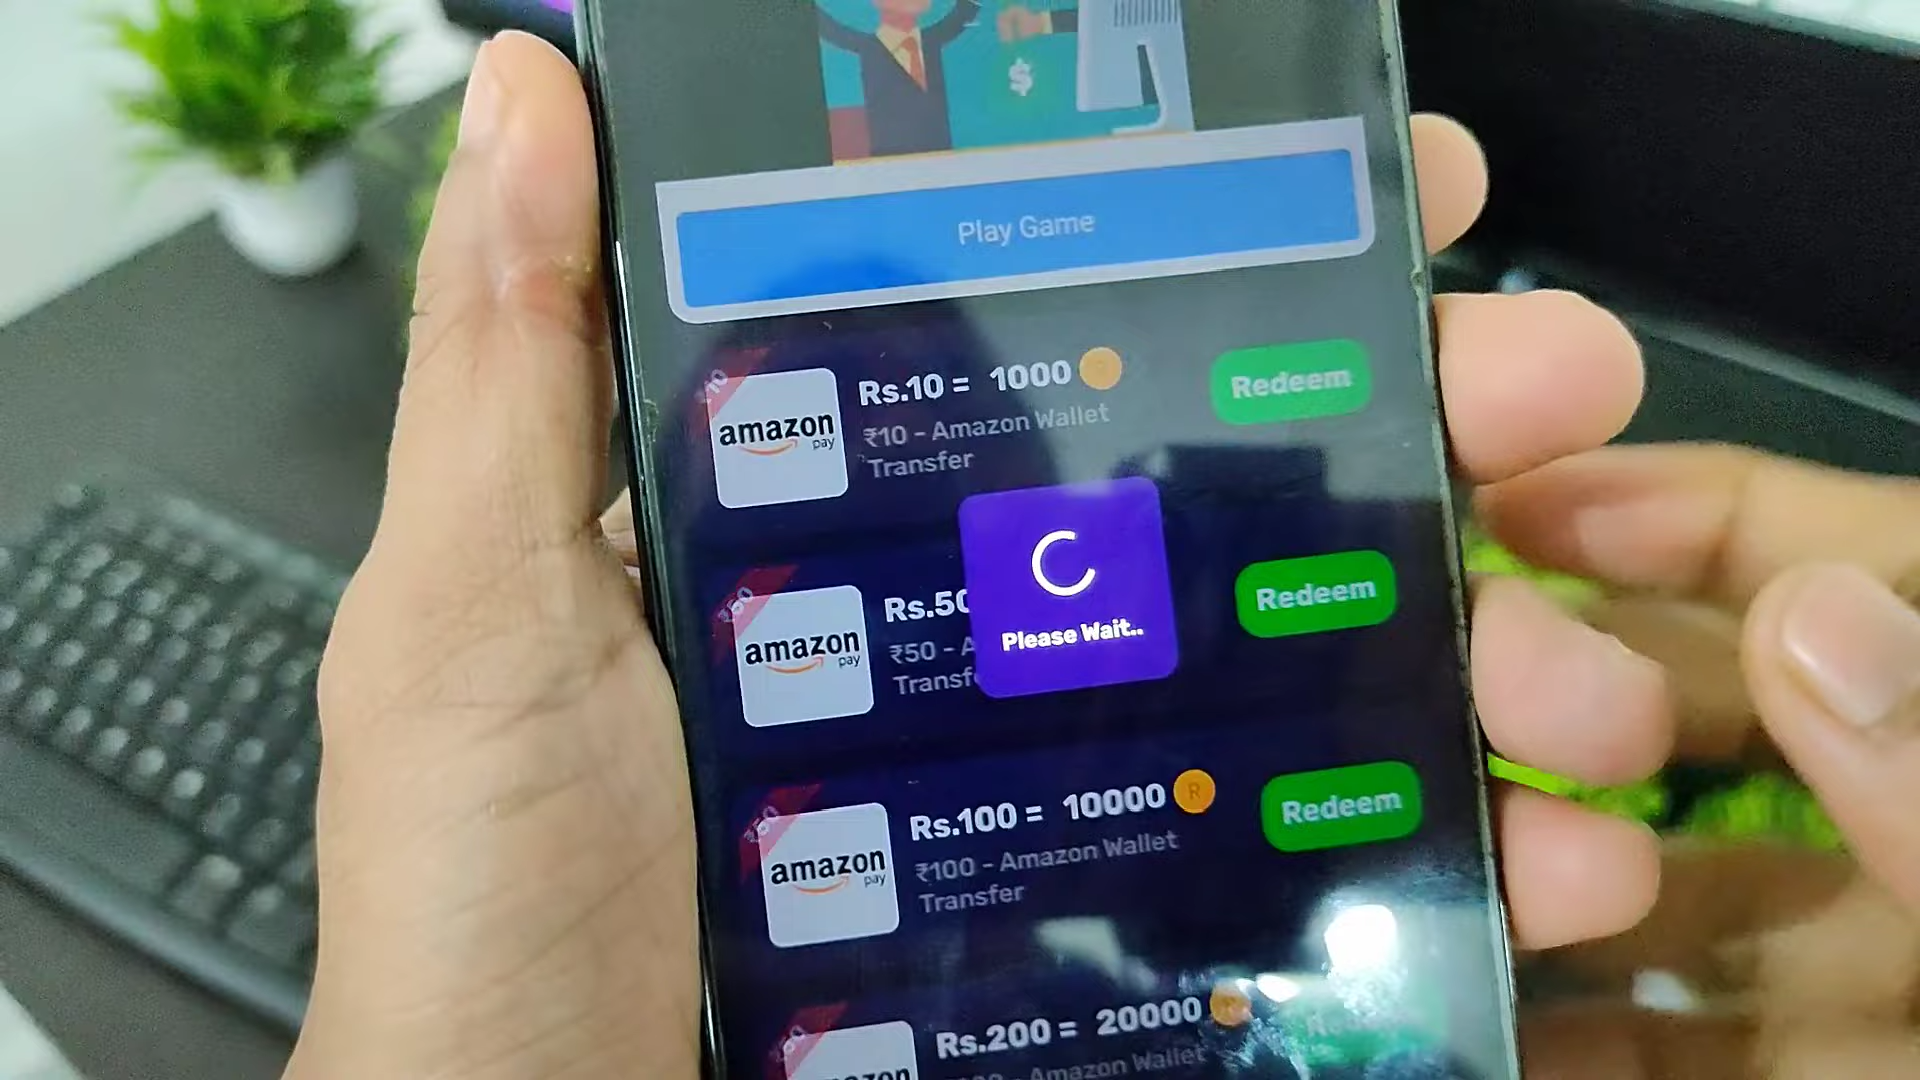 $
Play Game
Rs.10 = 1000
₹10 - Amazon Wallet
Transfer
Redeem
amazon
pay
Rs.50
₹50 - A
Transf
Redeem
amazon
pay
Please Wait..
Rs.100 = 10000 R
₹100 - Amazon Wallet
Transfer
Redeem
amazon
pay
Rs.200 = 20000
Amazon Wallet